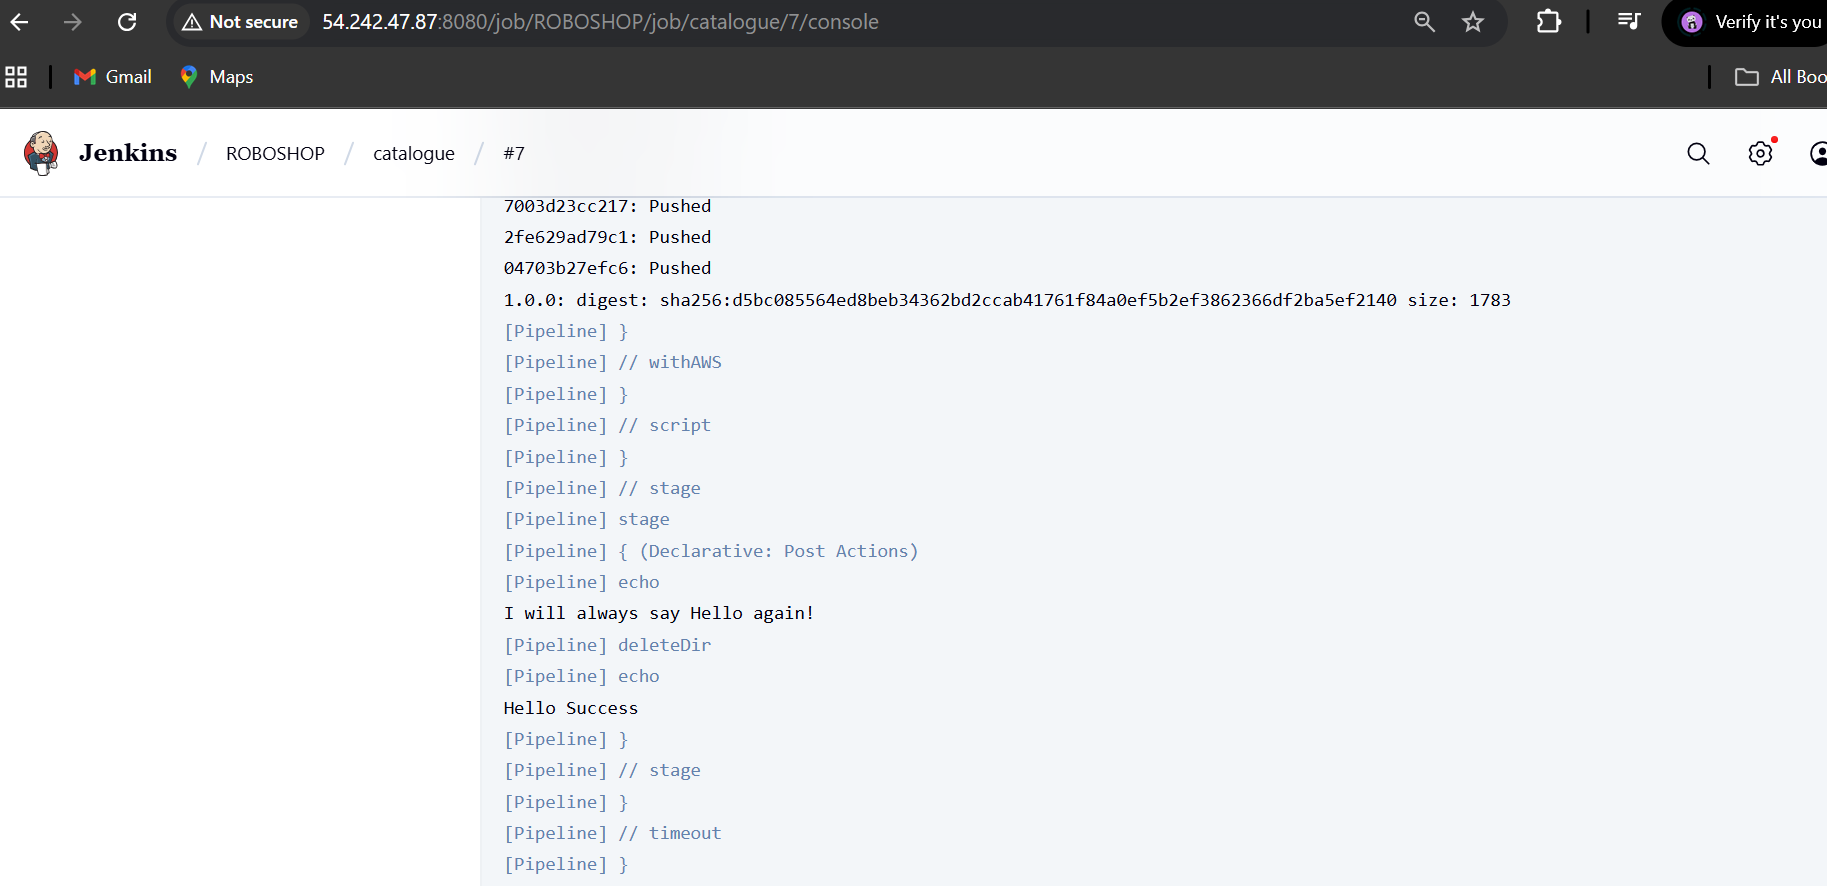 Not secure 54.242.47.87:8080/job/ROBOSHOP/job/catalogue/7/console Verify it's you
Gmail Maps All Boo
Jenkins / ROBOSHOP / catalogue / #7
7003d23cc217: Pushed
2fe629ad79c1: Pushed
04703b27efc6: Pushed
1.0.0: digest: sha256:d5bc085564ed8beb34362bd2ccab41761f84a0ef5b2ef3862366df2ba5ef2140 size: 1783
[Pipeline] }
[Pipeline] // withAWS
[Pipeline] }
[Pipeline] // script
[Pipeline] }
[Pipeline] // stage
[Pipeline] stage
[Pipeline] { (Declarative: Post Actions)
[Pipeline] echo
I will always say Hello again!
[Pipeline] deleteDir
[Pipeline] echo
Hello Success
[Pipeline] }
[Pipeline] // stage
[Pipeline] }
[Pipeline] // timeout
[Pipeline] }